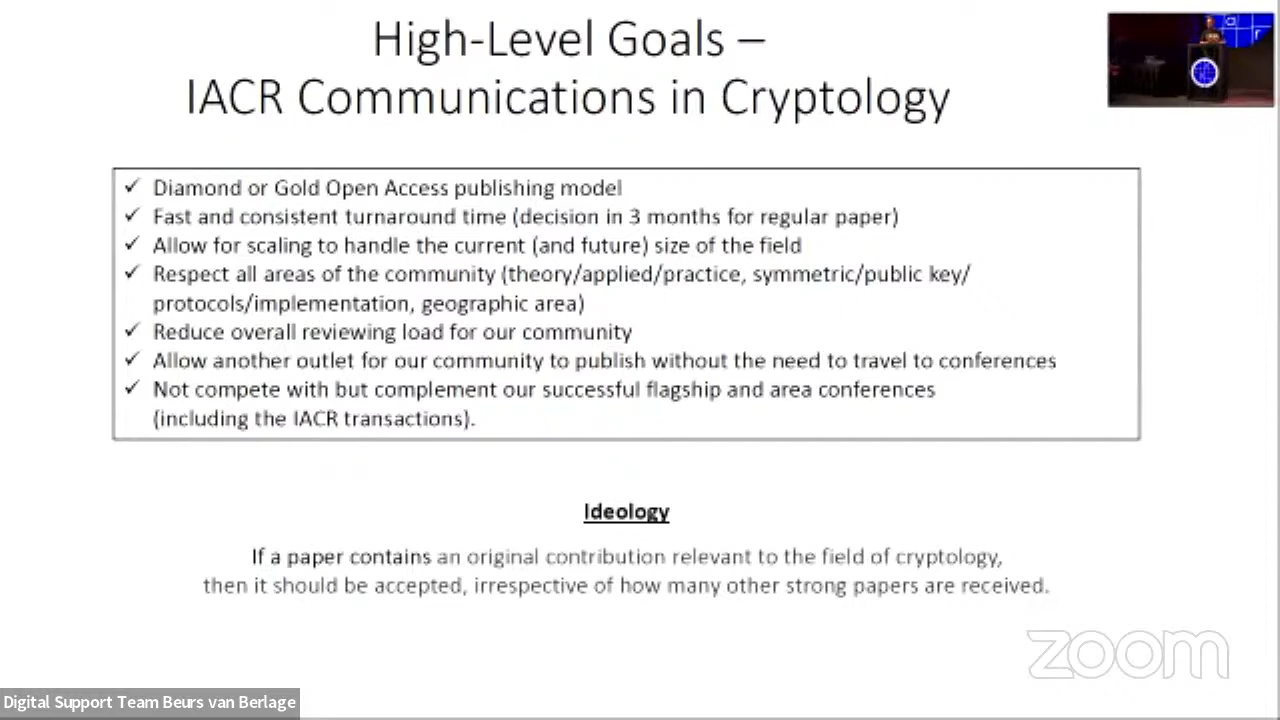 High-Level Goals –
IACR Communications in Cryptology
✓ Diamond or Gold Open Access publishing model
✓ Fast and consistent turnaround time (decision in 3 months for regular paper)
✓ Allow for scaling to handle the current (and future) size of the field
✓ Respect all areas of the community (theory/applied/practice, symmetric/public key/
protocols/implementation, geographic area)
✓ Reduce overall reviewing load for our community
✓ Allow another outlet for our community to publish without the need to travel to conferences
✓ Not compete with but complement our successful flagship and area conferences
(including the IACR transactions).
Ideology
If a paper contains an original contribution relevant to the field of cryptology,
then it should be accepted, irrespective of how many other strong papers are received.
zoom
Digital Support Team Beurs van Berlage